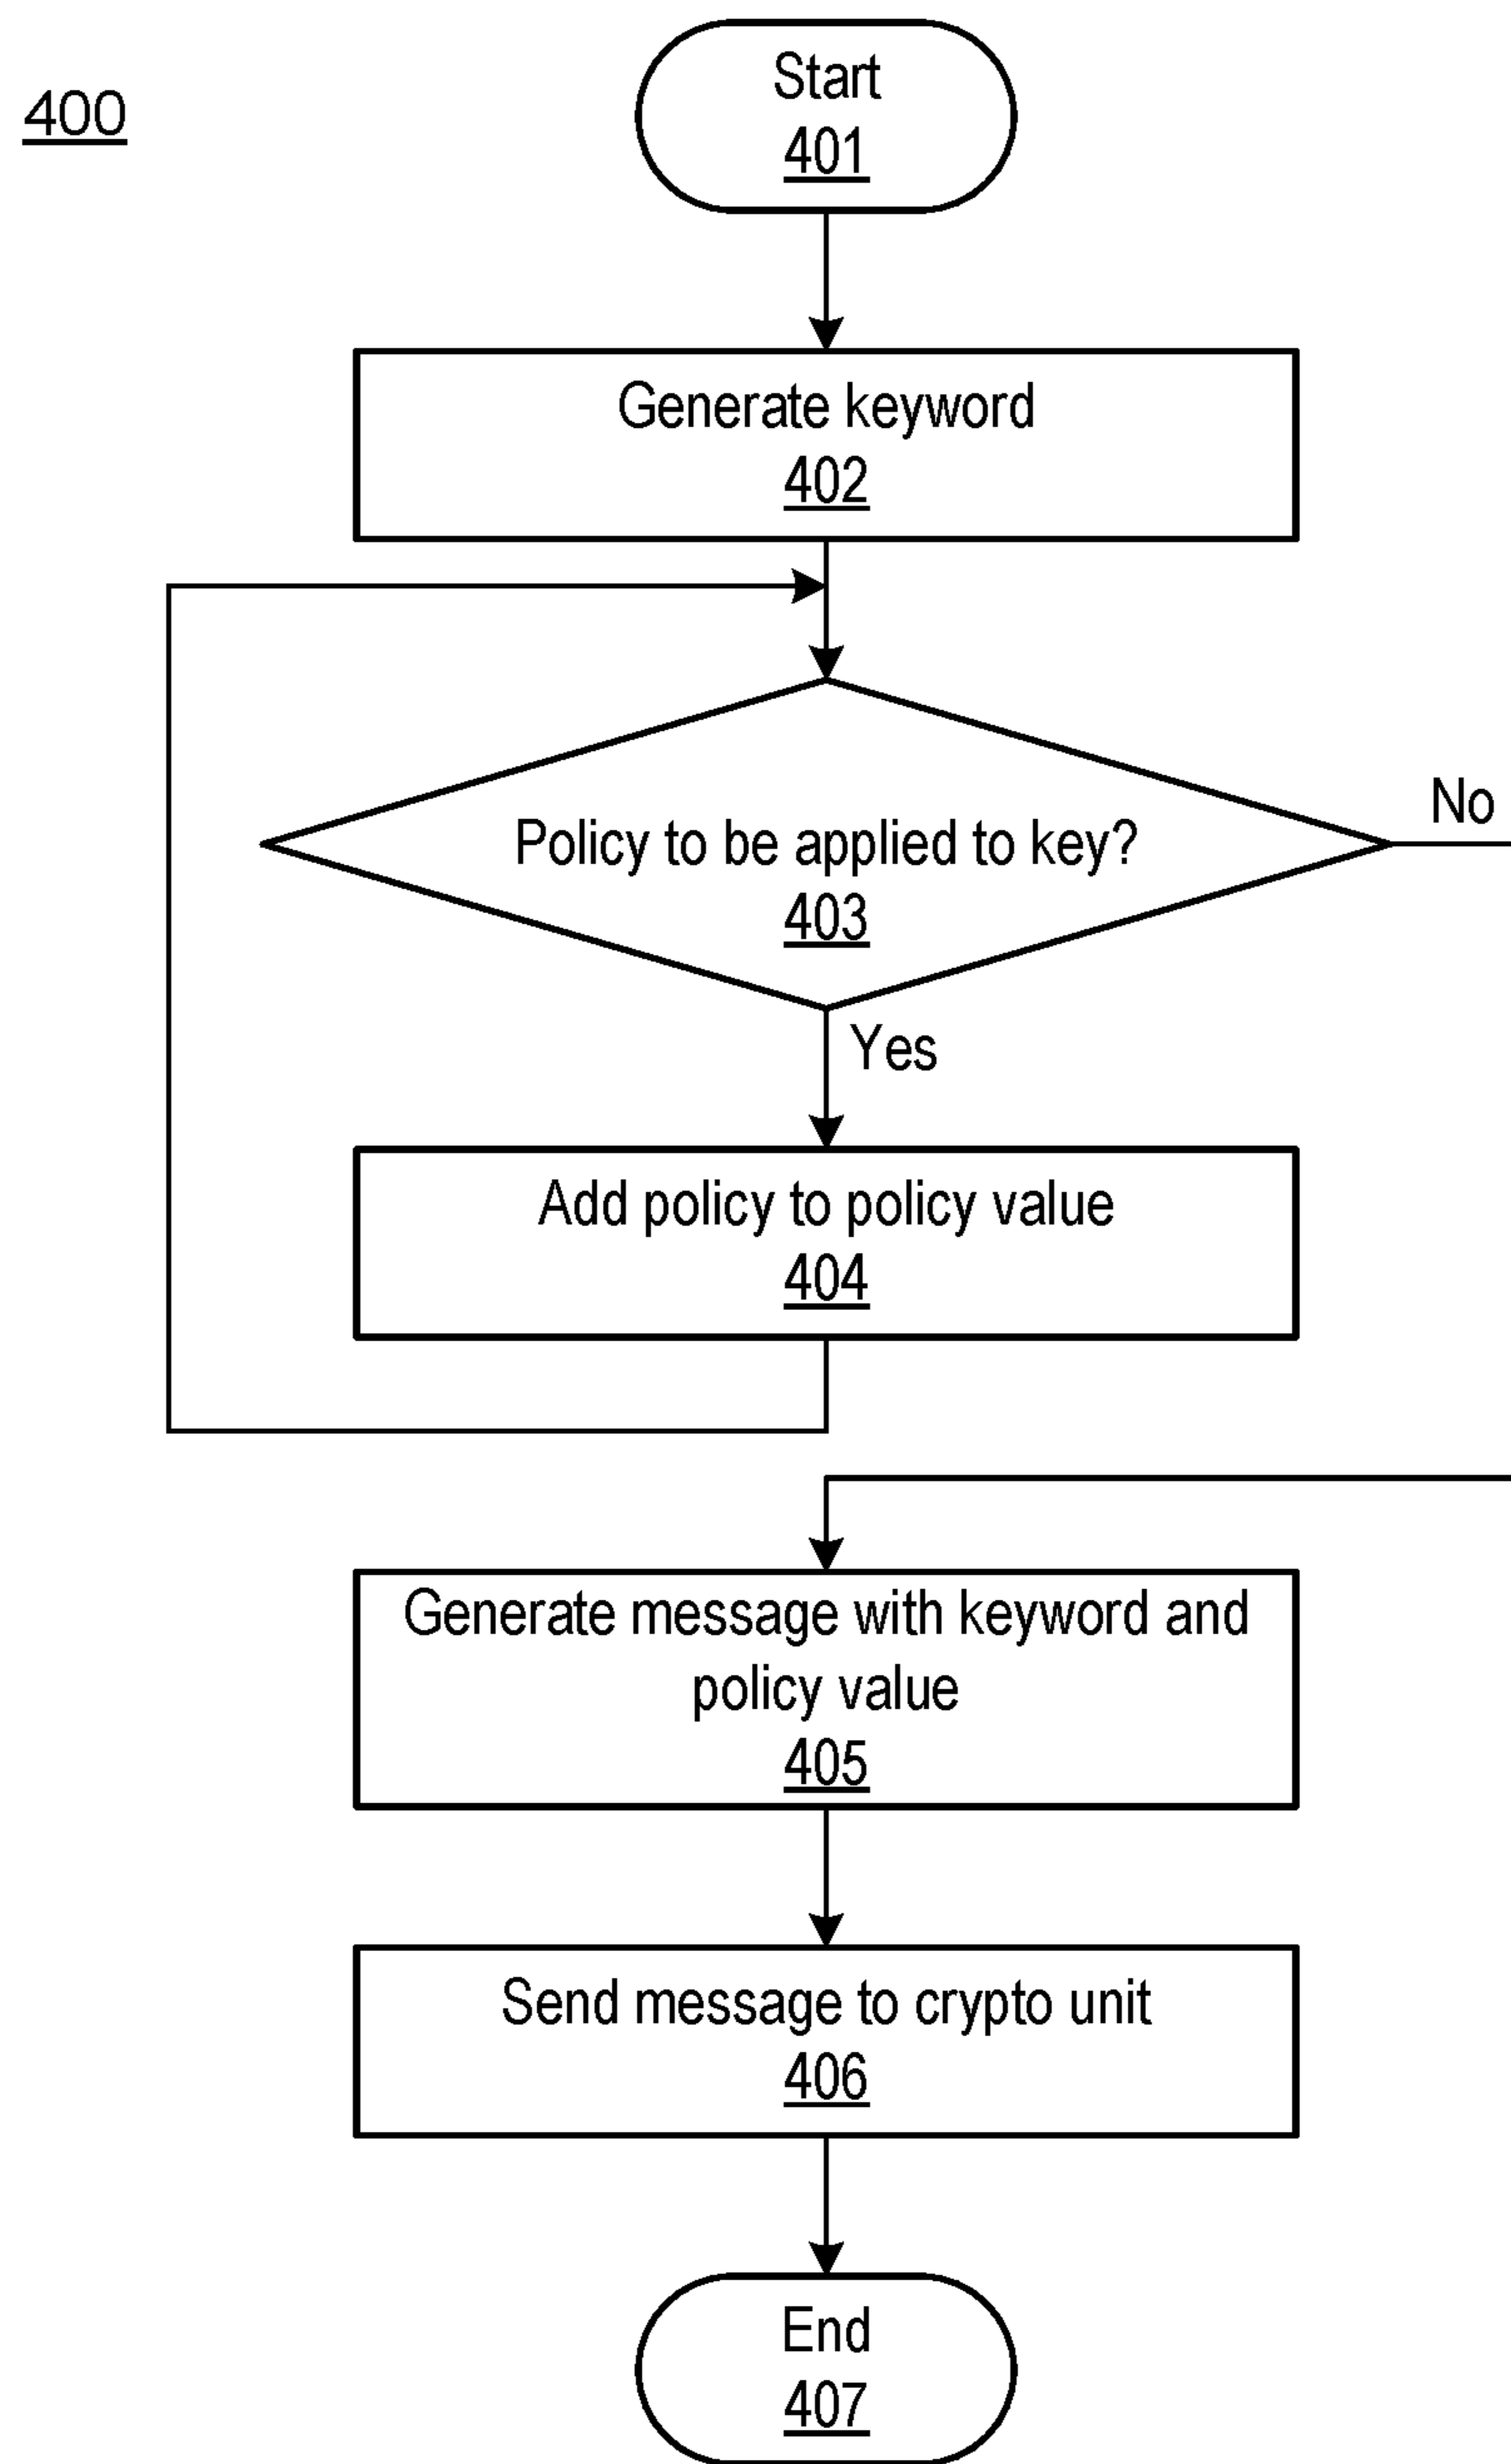 400
Start
401
Generate keyword
402
Policy to be applied to key?
403
No
Yes
Add policy to policy value
404
Generate message with keyword and
policy value
405
Send message to crypto unit
406
End
407